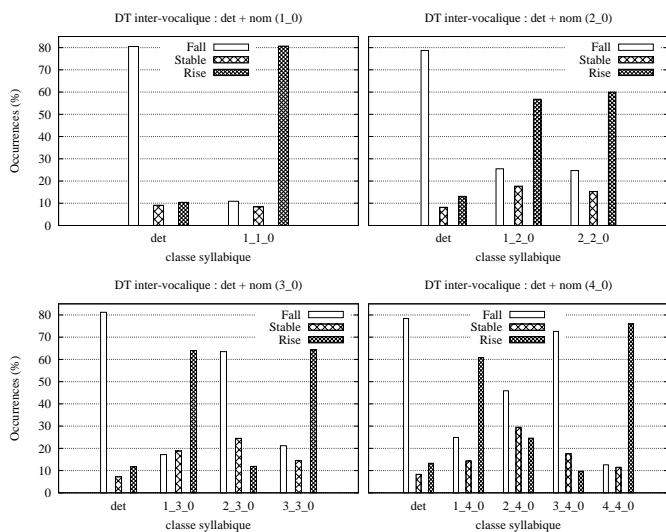 DT inter-vocalique : det + nom (1_0)
DT inter-vocalique : det + nom (2_0)
Fall
Stable
Rise
Fall
Stable
Rise
80
70
60
50
40
30
20
10
0
Occurrences (%)
det
1_1_0
det
1_2_0
2_2_0
classe syllabique
classe syllabique
DT inter-vocalique : det + nom (3_0)
DT inter-vocalique : det + nom (4_0)
Fall
Stable
Rise
Fall
Stable
Rise
80
70
60
50
40
30
20
10
0
Occurrences (%)
det
1_3_0
2_3_0
3_3_0
det
1_4_0
2_4_0
3_4_0
4_4_0
classe syllabique
classe syllabique